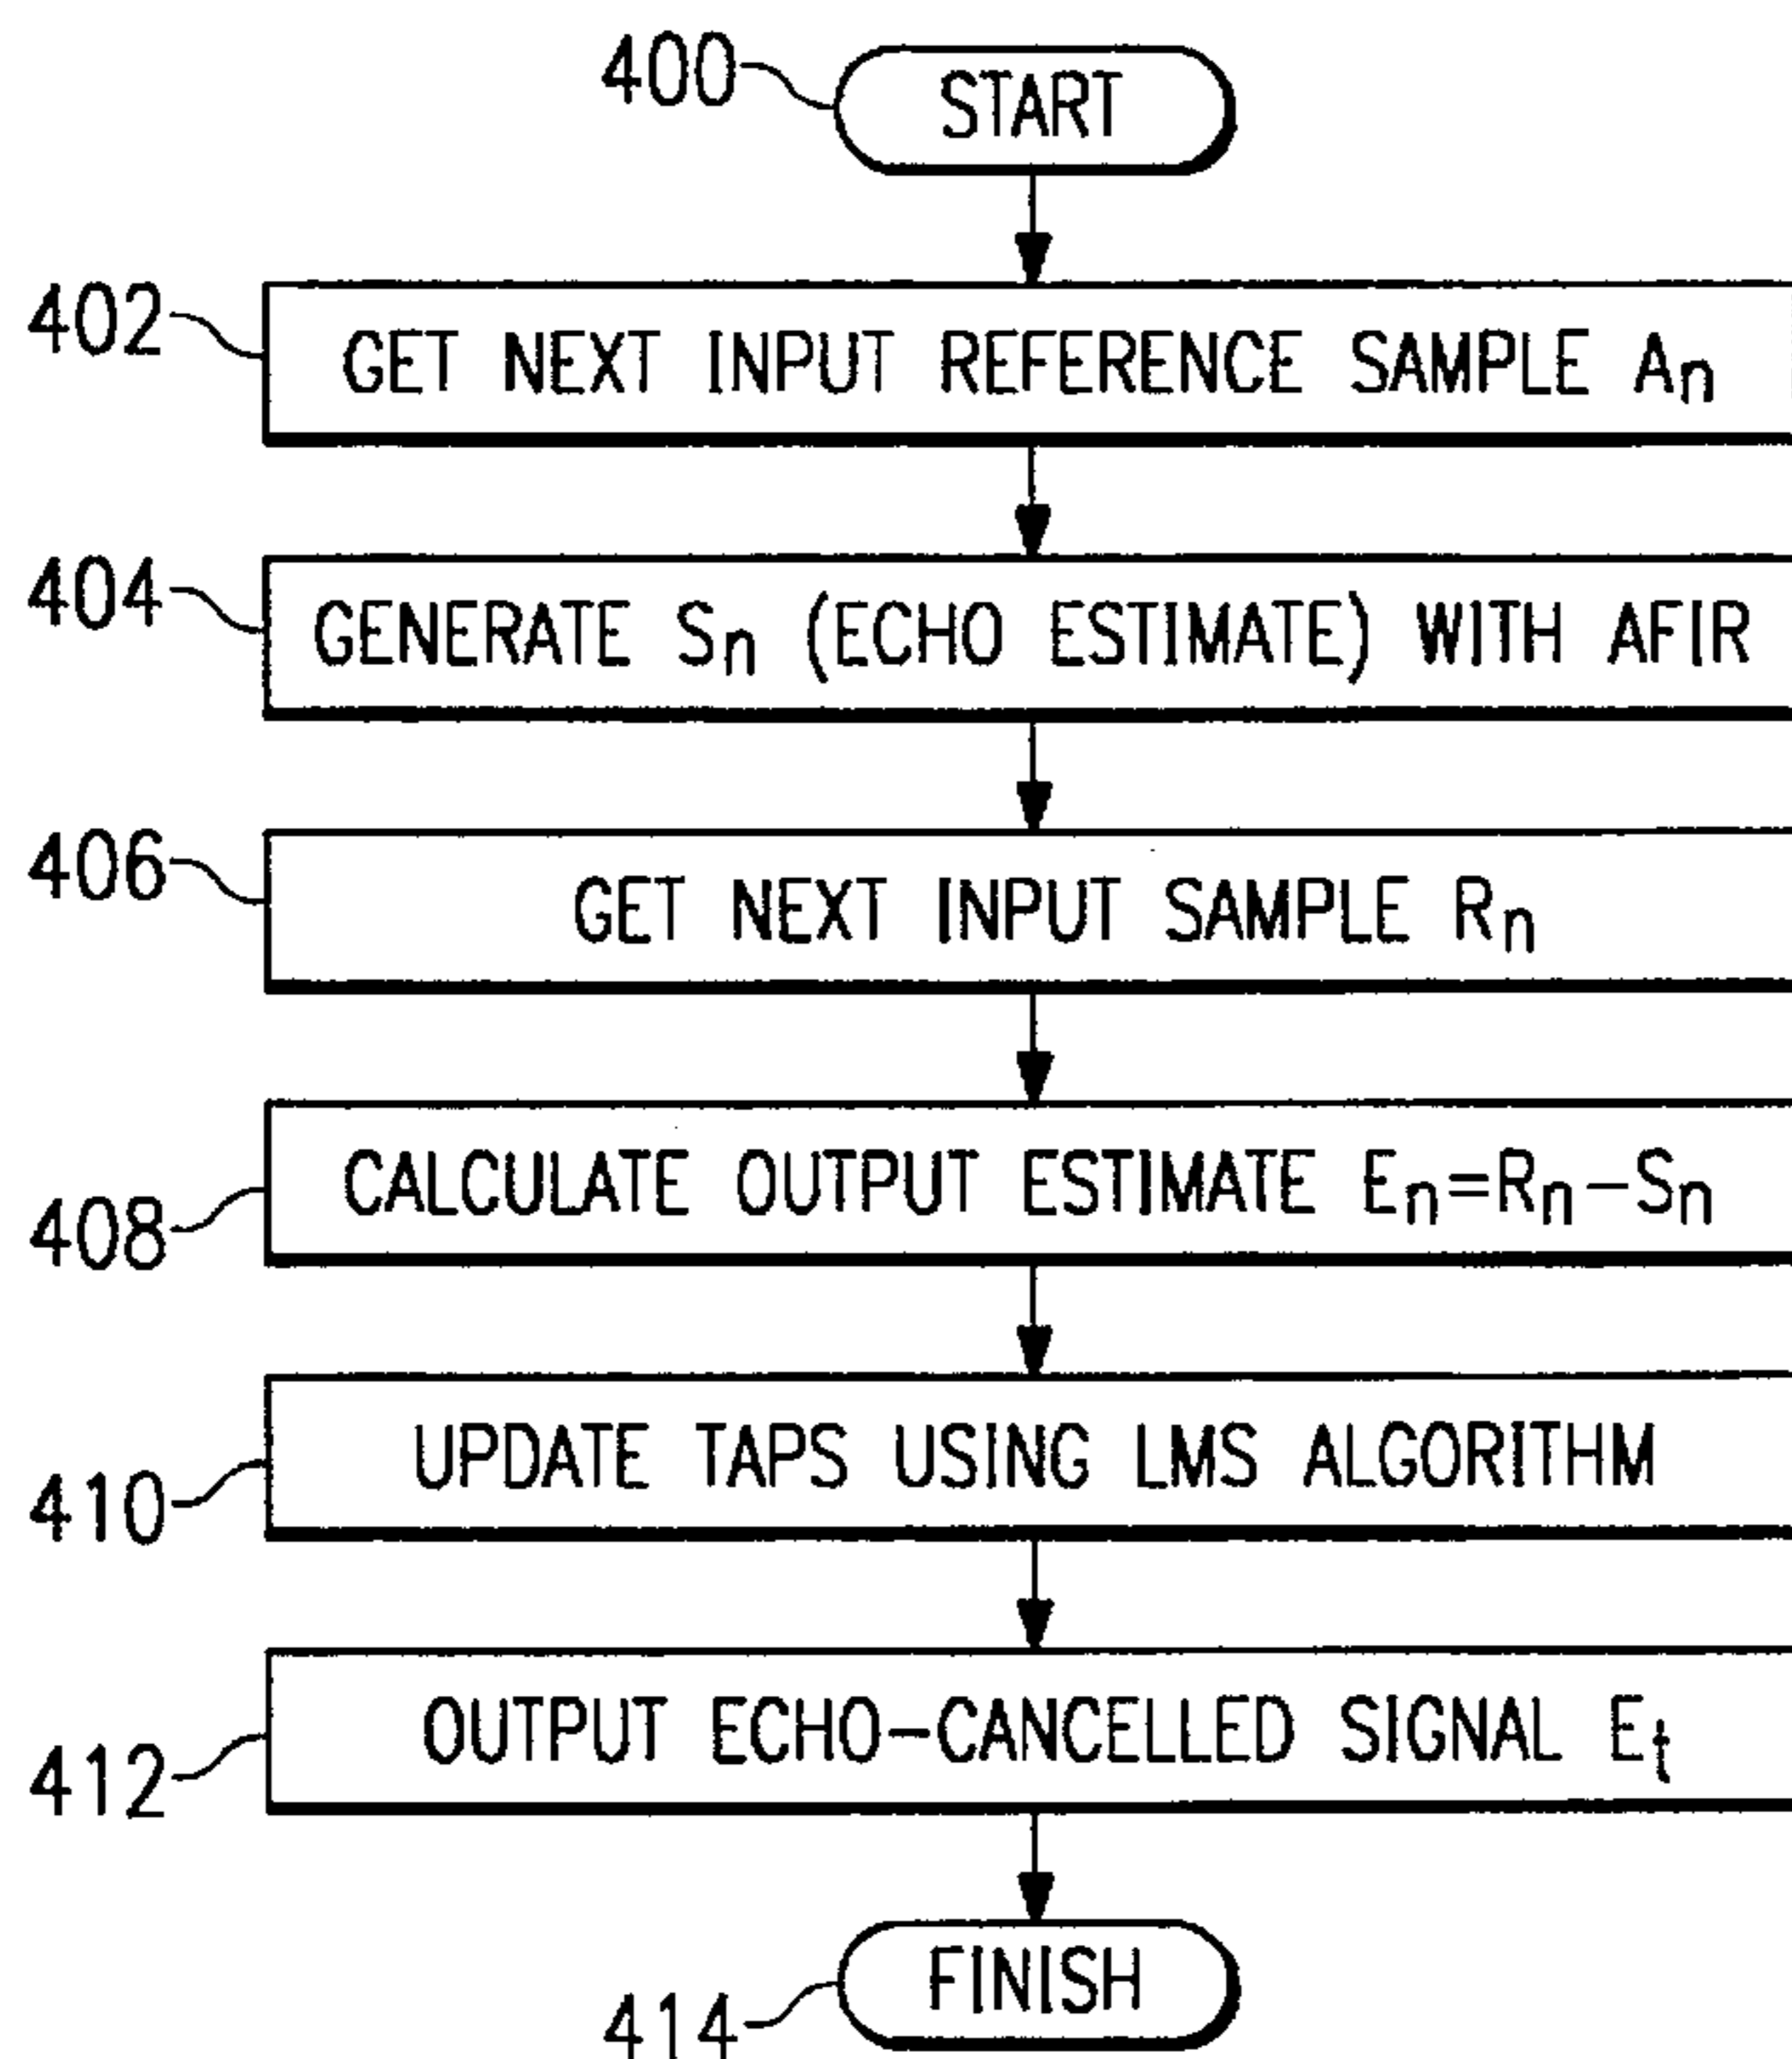 400 START
402 GET NEXT INPUT REFERENCE SAMPLE An
404 GENERATE Sn (ECHO ESTIMATE) WITH AFIR
406 GET NEXT INPUT SAMPLE Rn
408 CALCULATE OUTPUT ESTIMATE En=Rn-Sn
410 UPDATE TAPS USING LMS ALGORITHM
412 OUTPUT ECHO-CANCELLED SIGNAL Et
414 FINISH